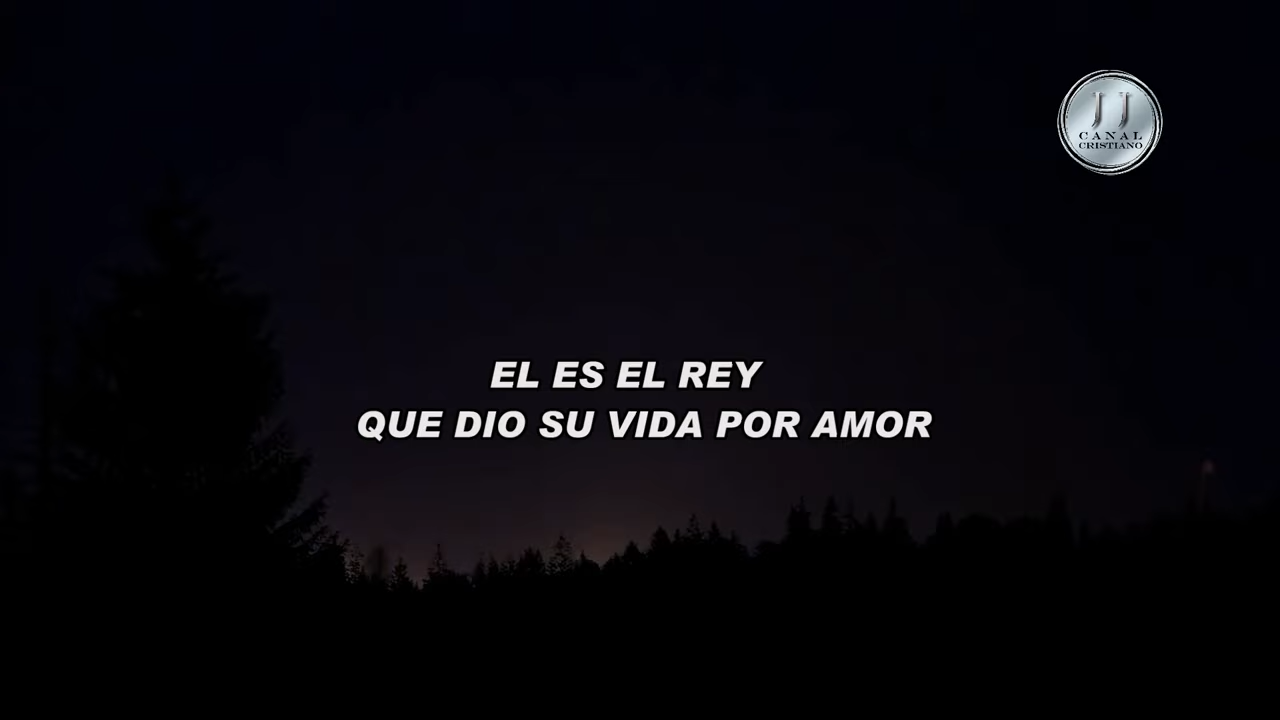 JJ
CANAL
CRISTIANO
EL ES EL REY
QUE DIO SU VIDA POR AMOR